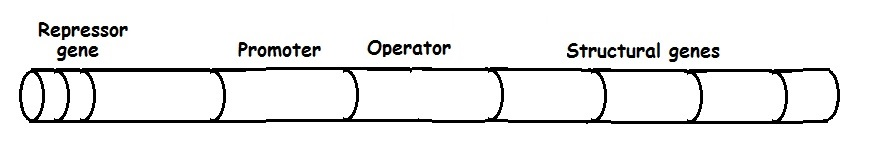 Repressor
gene
Promoter
Operator
Structural genes